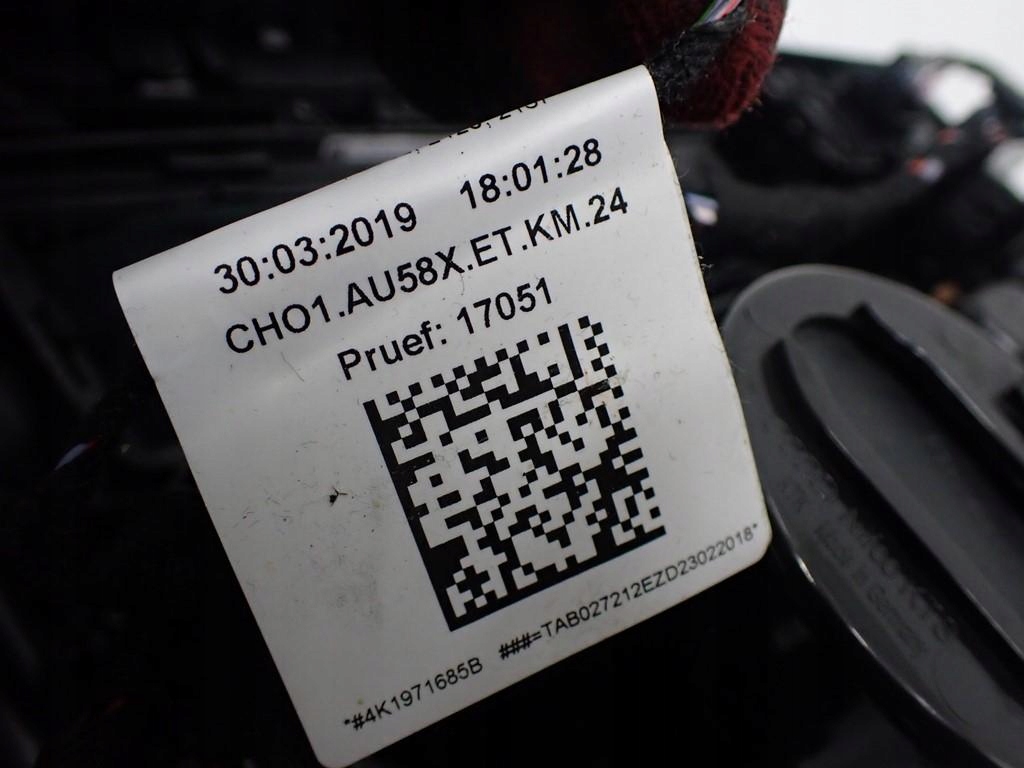 30:03:2019 18:01:28
CHO1.AU58X.ET.KM.24
Pruef: 17051
*#4K1971685B ###=TAB027212EZD23022018*